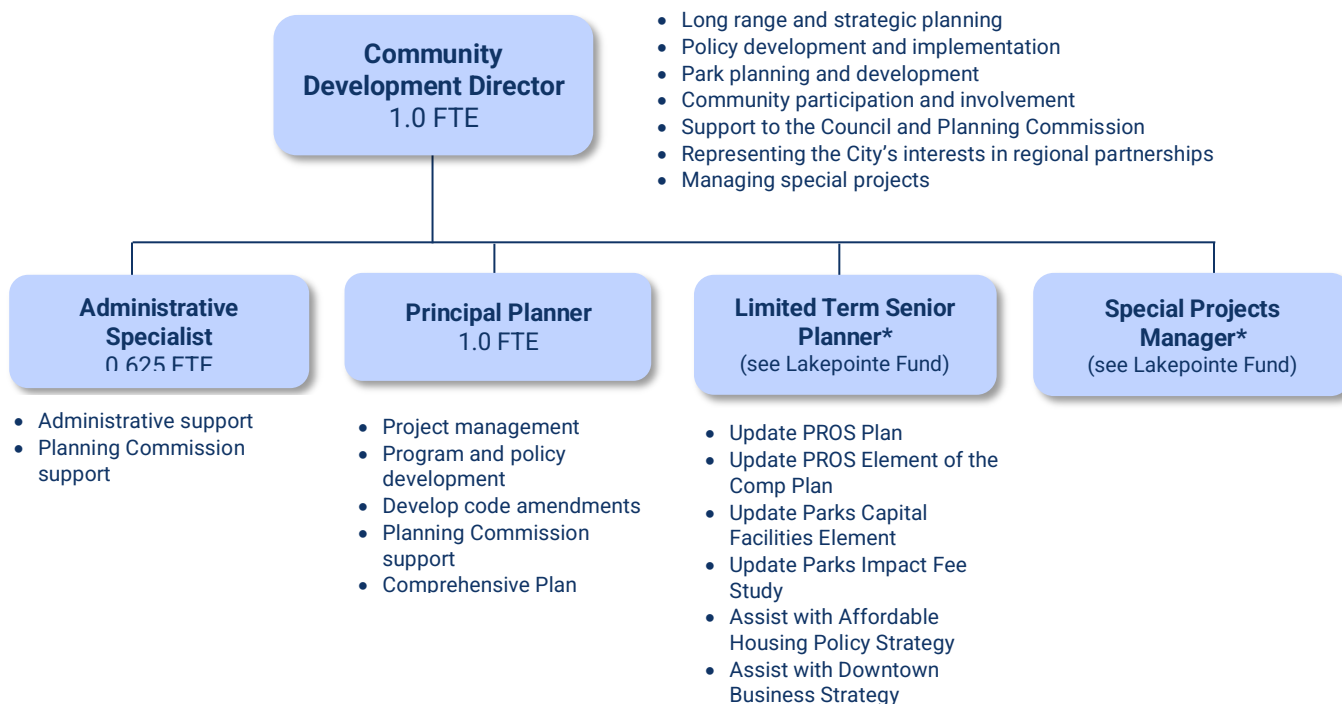 Community
Development Director
1.0 FTE
• Long range and strategic planning
• Policy development and implementation
• Park planning and development
• Community participation and involvement
• Support to the Council and Planning Commission
• Representing the City’s interests in regional partnerships
• Managing special projects
Administrative
Specialist
0.625 FTE
• Administrative support
• Planning Commission
support
Principal Planner
1.0 FTE
• Project management
• Program and policy
development
• Develop code amendments
• Planning Commission
support
• Comprehensive Plan
Limited Term Senior
Planner*
(see Lakepointe Fund)
• Update PROS Plan
• Update PROS Element of the
Comp Plan
• Update Parks Capital
Facilities Element
• Update Parks Impact Fee
Study
• Assist with Affordable
Housing Policy Strategy
• Assist with Downtown
Business Strategy
Special Projects
Manager*
(see Lakepointe Fund)